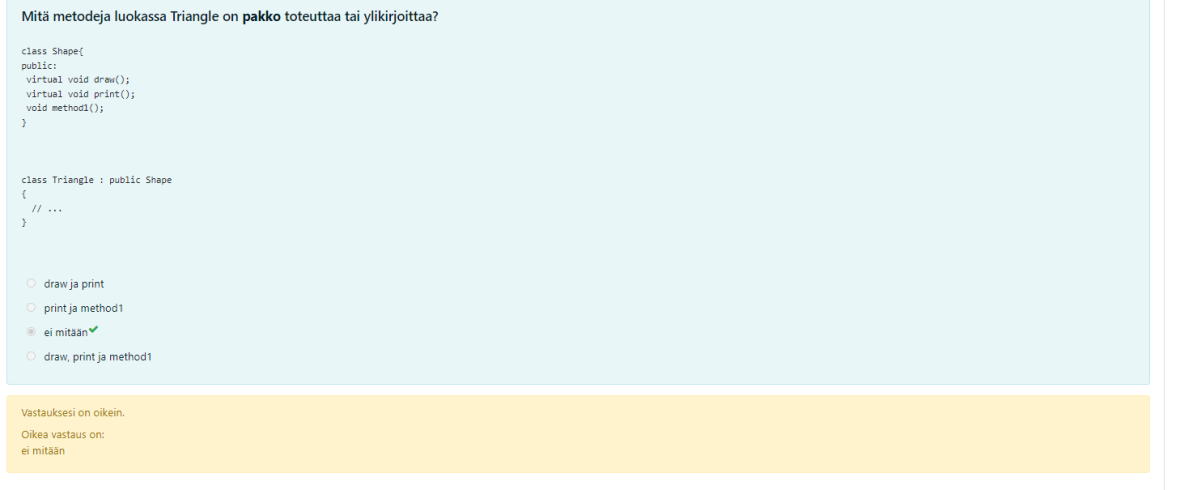 Mitä metodeja luokassa Triangle on pakko toteuttaa tai ylikirjoittaa?
class Shape{
public:
virtual void draw();
virtual void print();
void method1();
}
class Triangle : public Shape
{
// ...
}
draw ja print
print ja method1
ei mitään
draw, print ja method1
Vastauksesi on oikein.
Oikea vastaus on:
ei mitään